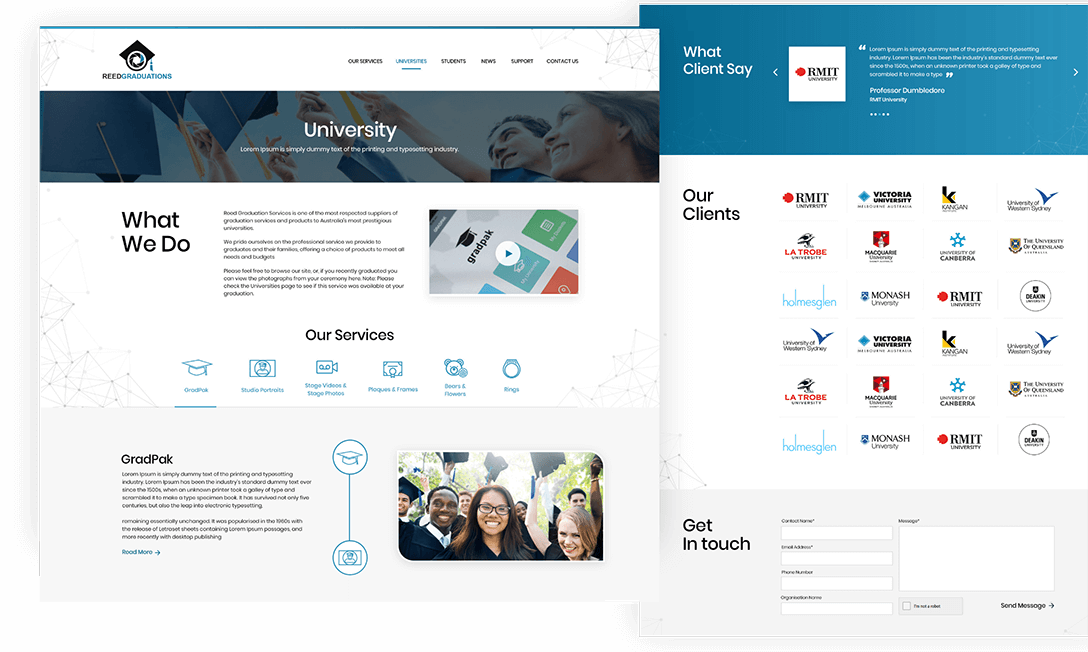 REEDGRADUATIONS
OUR SERVICES UNIVERSITIES STUDENTS NEWS SUPPORT CONTACT US
University
Lorem Ipsum is simply dummy text of the printing and typesetting industry.
What
We Do
Reed Graduation Services is one of the most respected suppliers of
graduation services and products to Australia's most prestigious
universities.
We pride ourselves on the professional service we provide to
graduates and their families, offering a choice of products to meet all
needs and budgets
Please feel free to browse our site, or, if you recently graduated you
can view the photographs from your ceremony here. Note: Please
check the Universities page to see if this service was available at your
graduation.
gradpak
Our Services
GradPak
Studio Portraits
Stage Videos &
Stage Photos
Plaques & Frames
Bears &
Flowers
Rings
GradPak
Lorem Ipsum is simply dummy text of the printing and typesetting
industry. Lorem Ipsum has been the industry's standard dummy text ever
since the 1500s, when an unknown printer took a galley of type and
scrambled it to make a type specimen book. It has survived not only five
centuries, but also the leap into electronic typesetting.
remaining essentially unchanged. It was popularised in the 1960s with
the release of Letraset sheets containing Lorem Ipsum passages, and
more recently with desktop publishing
Read More →
What
Client Say
RMIT
UNIVERSITY
“ Lorem Ipsum is simply dummy text of the printing and typesetting
industry. Lorem Ipsum has been the industry's standard dummy text ever
since the 1500s, when an unknown printer took a galley of type and
scrambled it to make a type ”
Professor Dumbledoro
RMIT University
Our
Clients
RMIT
UNIVERSITY
VICTORIA
UNIVERSITY
MELBOURNE AUSTRALIA
KANGAN
INSTITUTE
University of
Western Sydney
LA TROBE
UNIVERSITY
MACQUARIE
University
UNIVERSITY OF
CANBERRA
THE UNIVERSITY
OF QUEENSLAND
AUSTRALIA
holmesglen
MONASH
University
RMIT
UNIVERSITY
DEAKIN
UNIVERSITY
University of
Western Sydney
VICTORIA
UNIVERSITY
MELBOURNE AUSTRALIA
KANGAN
INSTITUTE
University of
Western Sydney
LA TROBE
UNIVERSITY
MACQUARIE
University
UNIVERSITY OF
CANBERRA
THE UNIVERSITY
OF QUEENSLAND
AUSTRALIA
holmesglen
MONASH
University
RMIT
UNIVERSITY
DEAKIN
UNIVERSITY
Get
In touch
Contact Name*
Email Address*
Phone Number
Organisation Name
Message*
I'm not a robot
Send Message →